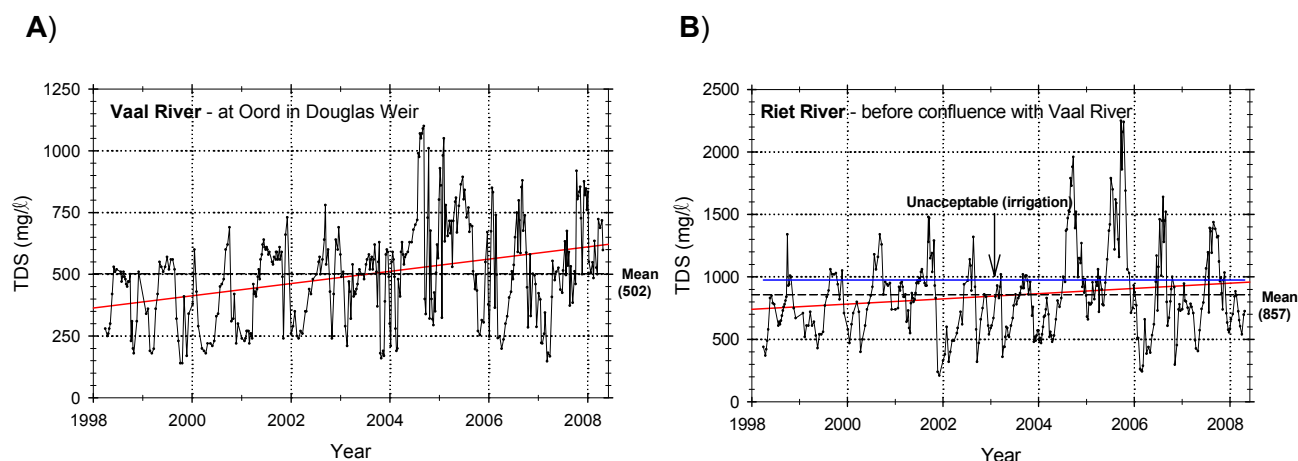 A)
Vaal River - at Oord in Douglas Weir
TDS (mg/ℓ)
1250
1000
750
500
250
0
Mean
(502)
1998 2000 2002 2004 2006 2008
Year
B)
Riet River - before confluence with Vaal River
TDS (mg/ℓ)
2500
2000
1500
1000
500
0
Unacceptable (irrigation)
Mean
(857)
1998 2000 2002 2004 2006 2008
Year